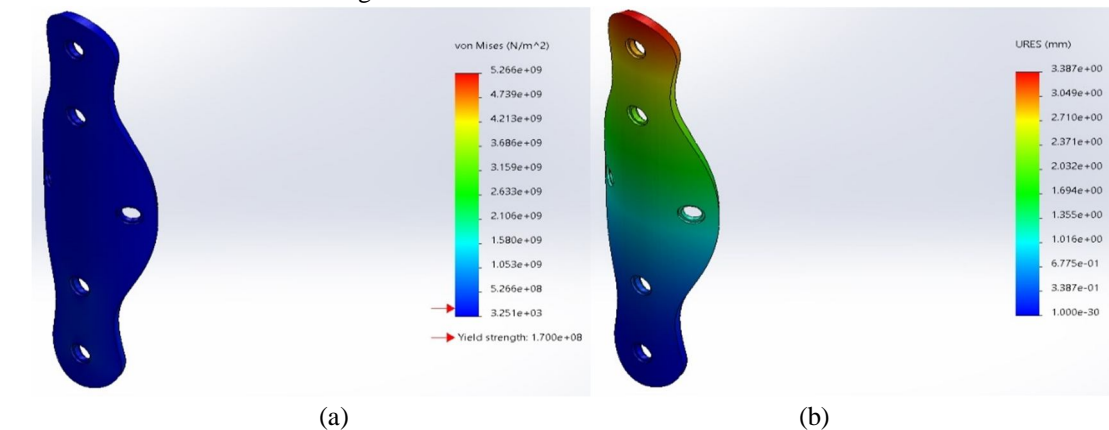 von Mises (N/m^2)
5.266e+09
4.739e+09
4.213e+09
3.686e+09
3.159e+09
2.633e+09
2.106e+09
1.580e+09
1.053e+09
5.266e+08
3.251e+03
Yield strength: 1.700e+08
(a)
URES (mm)
3.387e+00
3.049e+00
2.710e+00
2.371e+00
2.032e+00
1.694e+00
1.355e+00
1.016e+00
6.775e-01
3.387e-01
1.000e-30
(b)